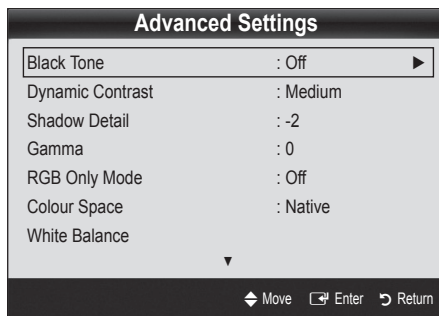 Advanced Settings
Black Tone : Off ►
Dynamic Contrast : Medium
Shadow Detail : -2
Gamma : 0
RGB Only Mode : Off
Colour Space : Native
White Balance
▼
Move Enter Return